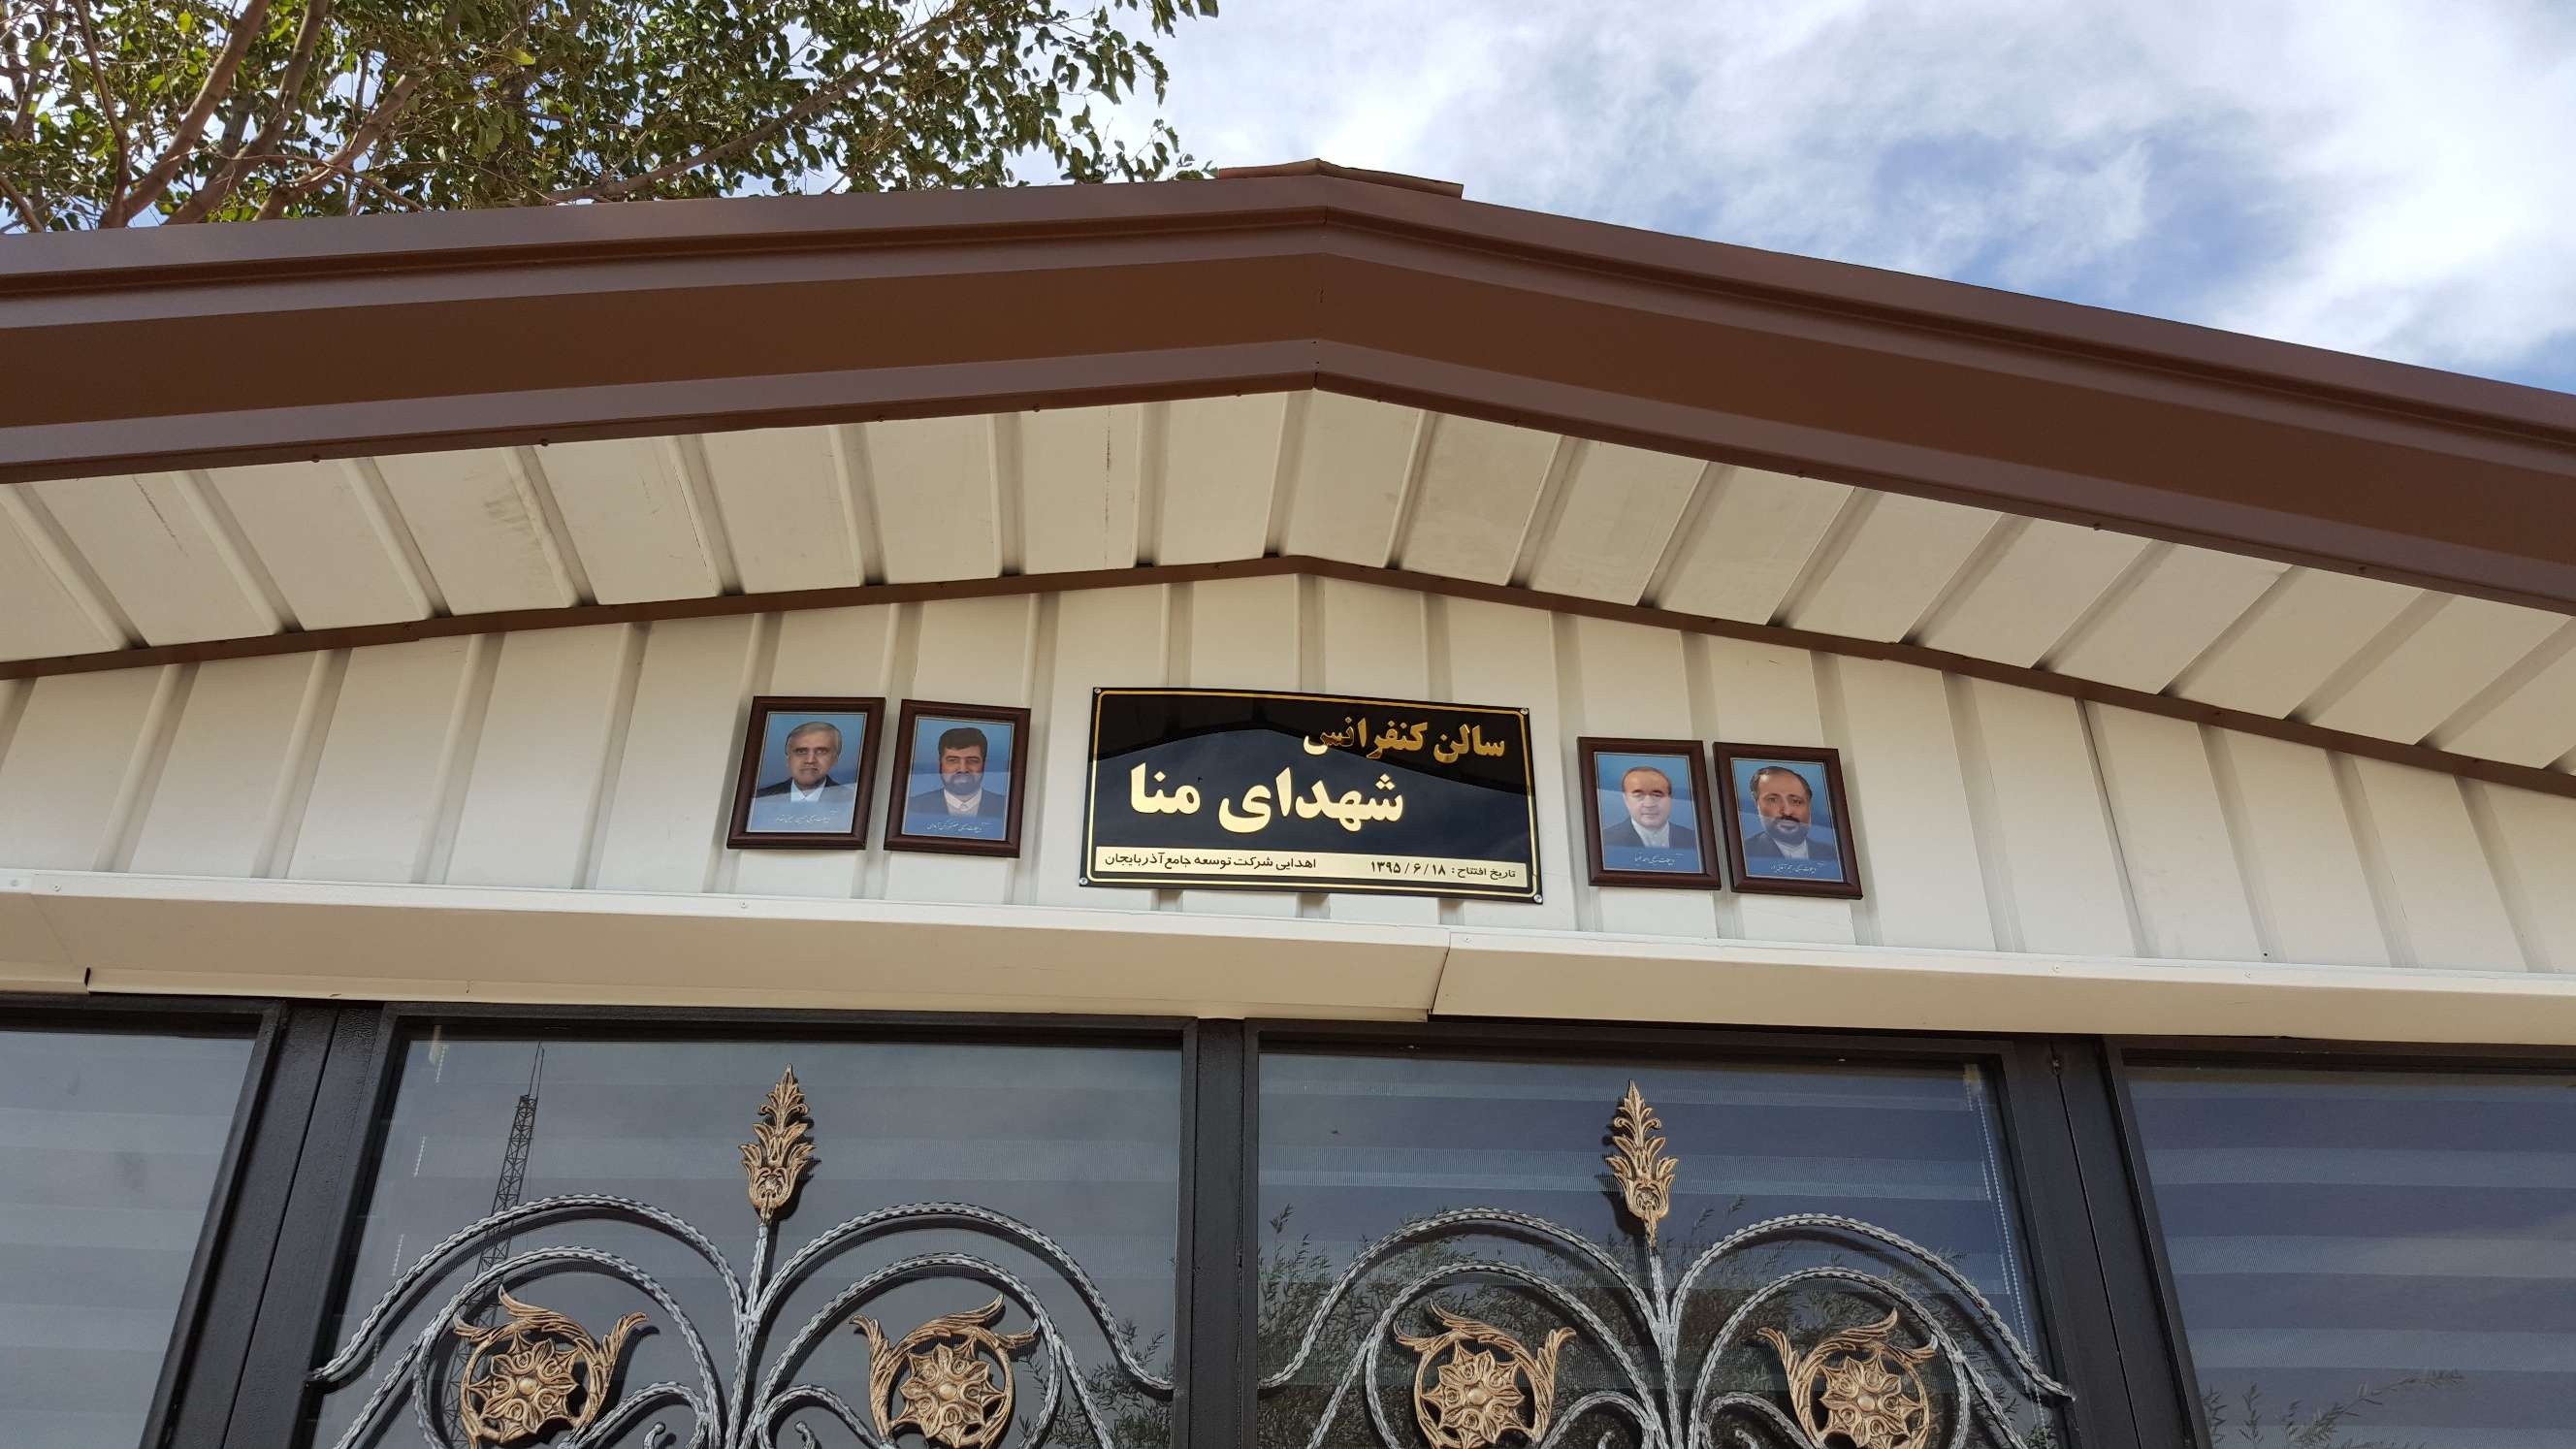 سالن کنفرانس
شهدای منا
تاریخ افتتاح: ۱۳۹۵/۶/۱۸
اهدایی شرکت توسعه جامع آذربایجان